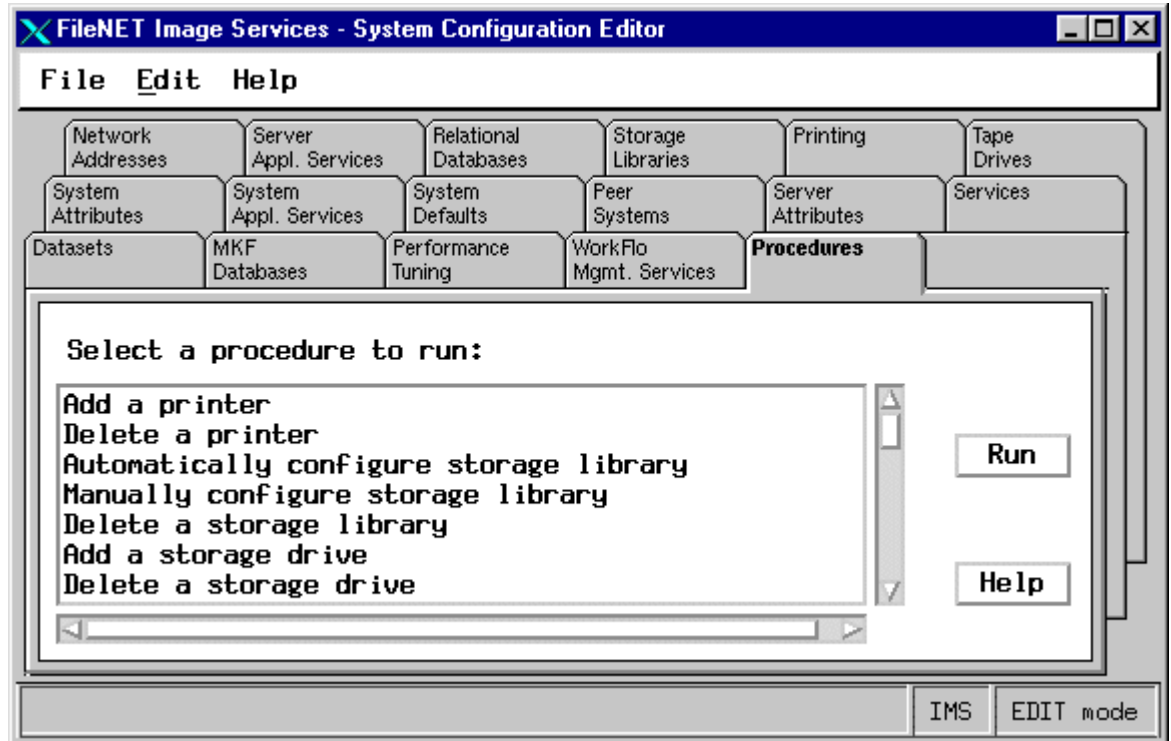 FileNET Image Services - System Configuration Editor
File Edit Help
Network Addresses
Server Appl. Services
Relational Databases
Storage Libraries
Printing
Tape Drives
System Attributes
System Appl. Services
System Defaults
Peer Systems
Server Attributes
Services
Datasets
MKF Databases
Performance Tuning
WorkFlo Mgmt. Services
Procedures
Select a procedure to run:
Add a printer
Delete a printer
Automatically configure storage library
Manually configure storage library
Delete a storage library
Add a storage drive
Delete a storage drive
Run
Help
IMS
EDIT mode